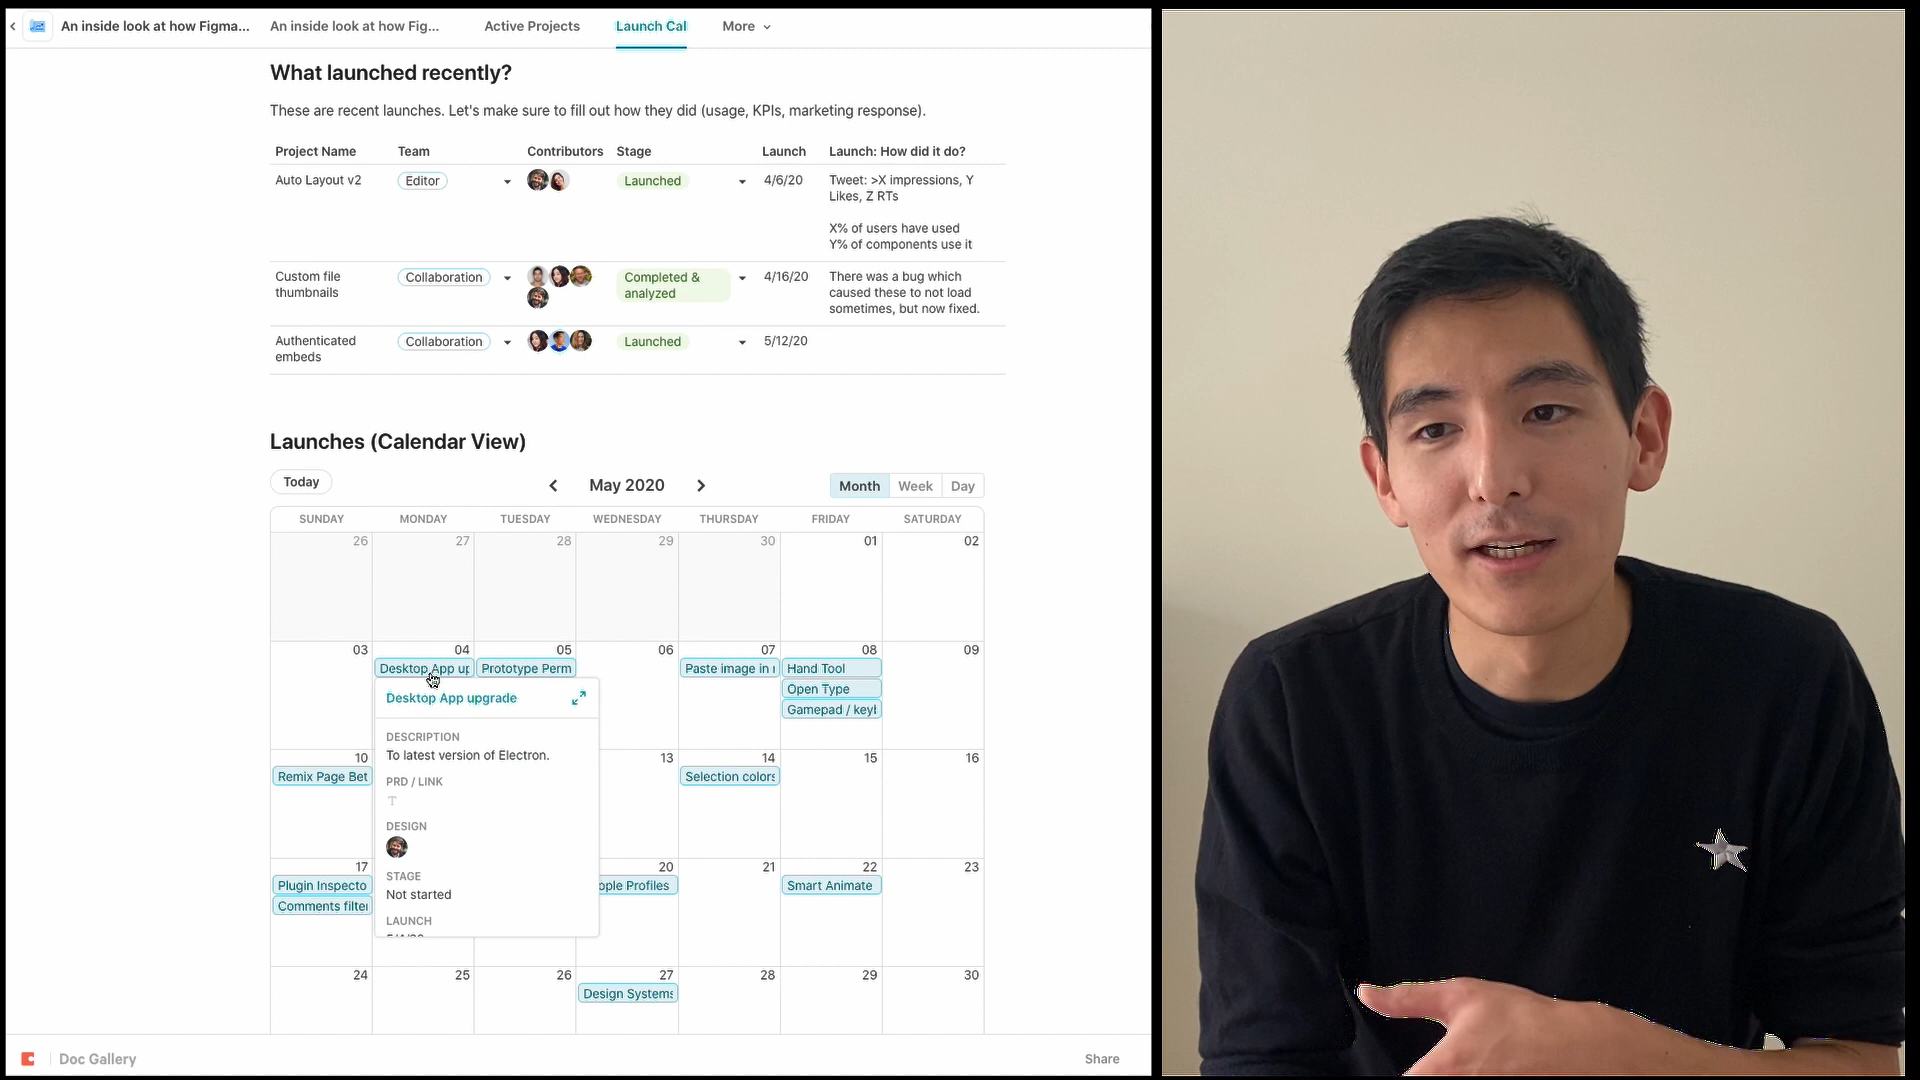 An inside look at how Figma... An inside look at how Fig... Active Projects Launch Cal More
What launched recently?
These are recent launches. Let's make sure to fill out how they did (usage, KPIs, marketing response).
Project Name Team Contributors Stage Launch Launch: How did it do?
Auto Layout v2 Editor Launched 4/6/20 Tweet: >X impressions, Y
Likes, Z RTs
X% of users have used
Y% of components use it
Custom file Collaboration Completed & 4/16/20 There was a bug which
thumbnails analyzed caused these to not load
sometimes, but now fixed.
Authenticated Collaboration Launched 5/12/20
embeds
Launches (Calendar View)
Today May 2020 Month Week Day
SUNDAY MONDAY TUESDAY WEDNESDAY THURSDAY FRIDAY SATURDAY
26 27 28 29 30 01 02
03 04 05 06 07 08 09
Desktop App up Prototype Perm Paste image in Hand Tool
Open Type
Gamepad / keyb
Desktop App upgrade
DESCRIPTION
To latest version of Electron.
PRD / LINK
T
DESIGN
STAGE
Not started
LAUNCH
10 13 14 15 16
Remix Page Bet Selection colors
17 20 21 22 23
Plugin Inspecto ople Profiles Smart Animate
Comments filter
24 25 26 27 28 29 30
Design Systems
Doc Gallery Share